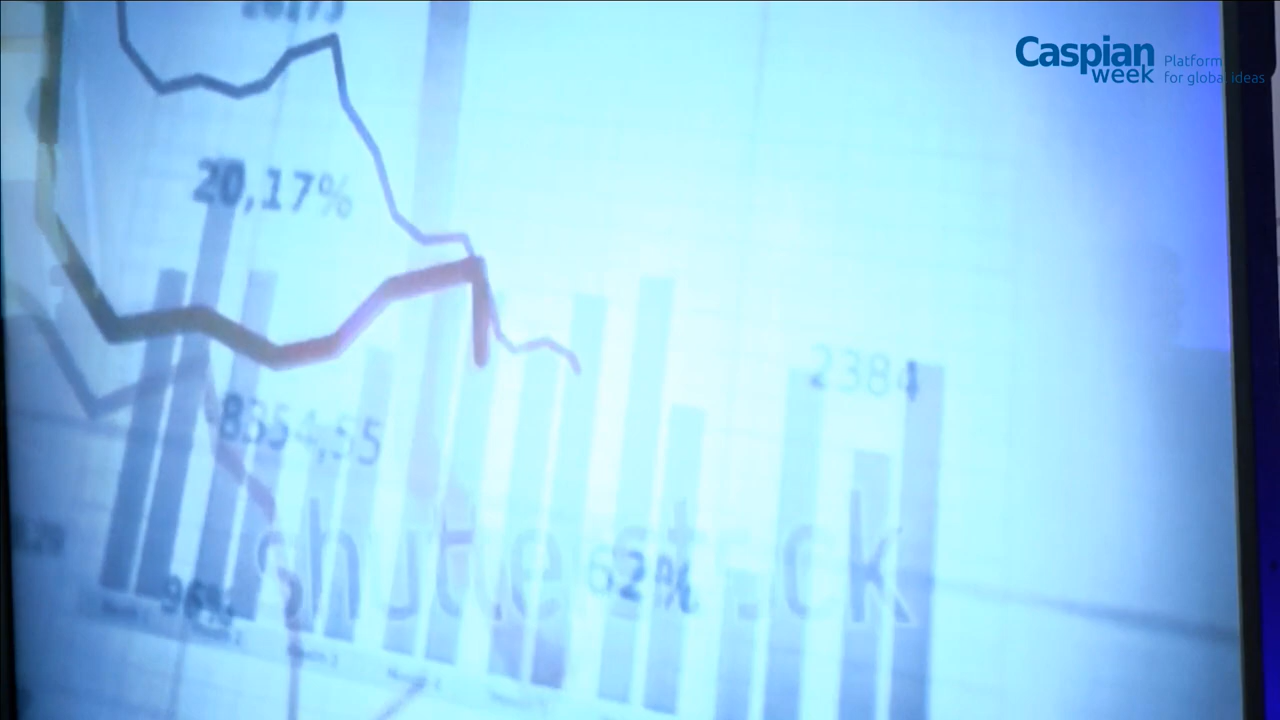 Caspian
week
Platform
for global ideas
20,17%
2384
8354,55
shutterstock
62%
96%